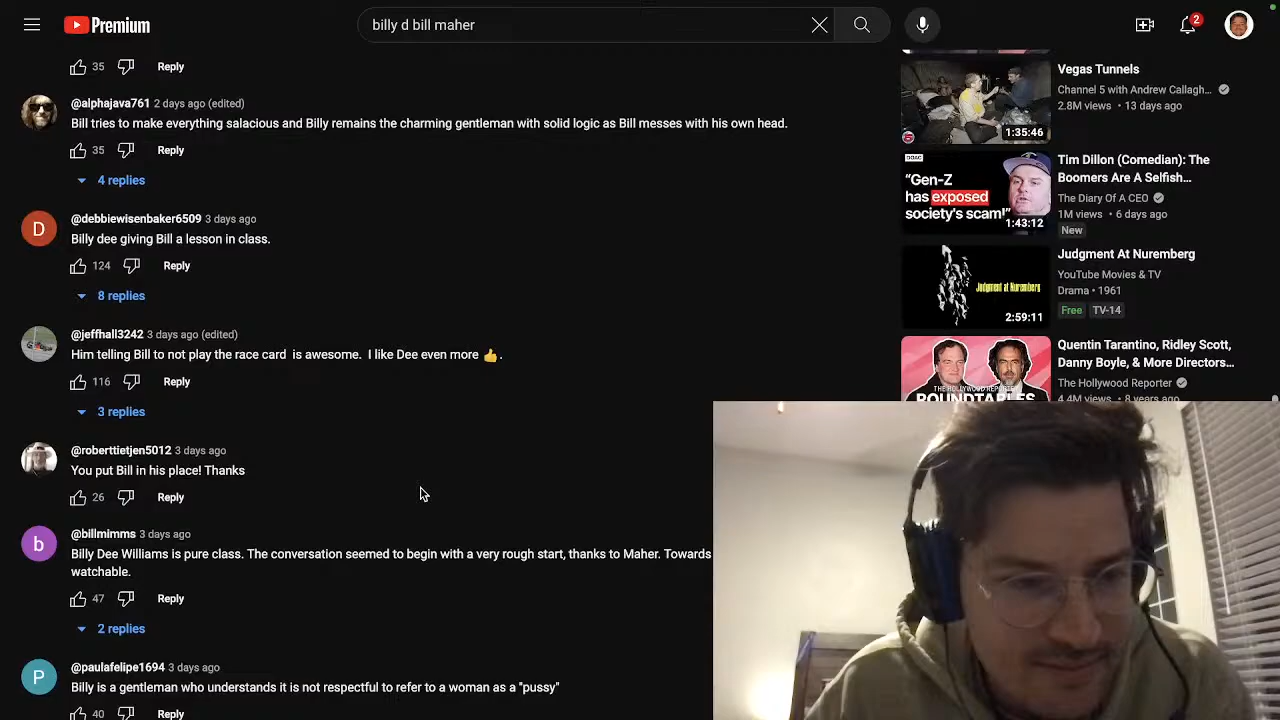 Premium
billy d bill maher
2
35
Reply
@alphajava761 2 days ago (edited)
Bill tries to make everything salacious and Billy remains the charming gentleman with solid logic as Bill messes with his own head.
35
Reply
4 replies
D
@debbiewisenbaker6509 3 days ago
Billy dee giving Bill a lesson in class.
124
Reply
8 replies
@jeffhall3242 3 days ago (edited)
Him telling Bill to not play the race card is awesome. I like Dee even more 👍.
116
Reply
3 replies
@roberttietjen5012 3 days ago
You put Bill in his place! Thanks
26
Reply
b
@billmimms 3 days ago
Billy Dee Williams is pure class. The conversation seemed to begin with a very rough start, thanks to Maher. Towards
watchable.
47
Reply
2 replies
P
@paulafelipe1694 3 days ago
Billy is a gentleman who understands it is not respectful to refer to a woman as a "pussy"
40
Reply
1:35:46
Vegas Tunnels
Channel 5 with Andrew Callagh...
2.8M views • 13 days ago
DOAC
“Gen-Z
has exposed
society's scam!”
1:43:12
Tim Dillon (Comedian): The
Boomers Are A Selfish...
The Diary Of A CEO
1M views • 6 days ago
New
Judgment at Nuremberg
2:59:11
Judgment At Nuremberg
YouTube Movies & TV
Drama • 1961
Free TV-14
THE HOLLYWOOD REPORTER
ROUNDTABLES
Quentin Tarantino, Ridley Scott,
Danny Boyle, & More Directors...
The Hollywood Reporter
4.4M views • 8 years ago